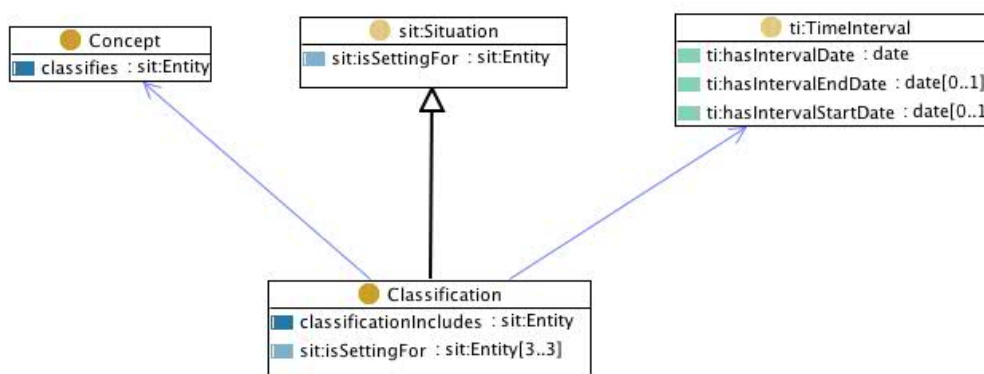 Concept
classifies : sit:Entity
sit:Situation
sit:isSettingFor : sit:Entity
ti:TimeInterval
ti:hasIntervalDate : date
ti:hasIntervalEndDate : date[0..1]
ti:hasIntervalStartDate : date[0..1
Classification
classificationIncludes : sit:Entity
sit:isSettingFor : sit:Entity[3..3]